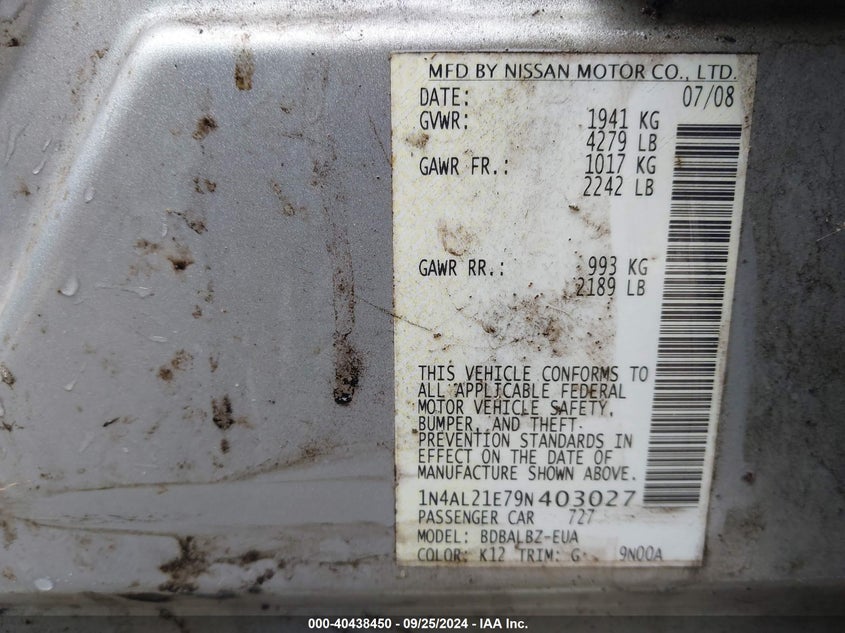 MFD BY NISSAN MOTOR CO., LTD.
DATE: 07/08
GVWR: 1941 KG
4279 LB
GAWR FR.: 1017 KG
2242 LB
GAWR RR.: 993 KG
2189 LB
THIS VEHICLE CONFORMS TO
ALL APPLICABLE FEDERAL
MOTOR VEHICLE SAFETY,
BUMPER, AND THEFT
PREVENTION STANDARDS IN
EFFECT ON THE DATE OF
MANUFACTURE SHOWN ABOVE.
1N4AL21E79N403027
PASSENGER CAR 727
MODEL: BDBALBZ-EUA
COLOR: K12 TRIM: G 9N00A
000-40438450 - 09/25/2024 - IAA Inc.